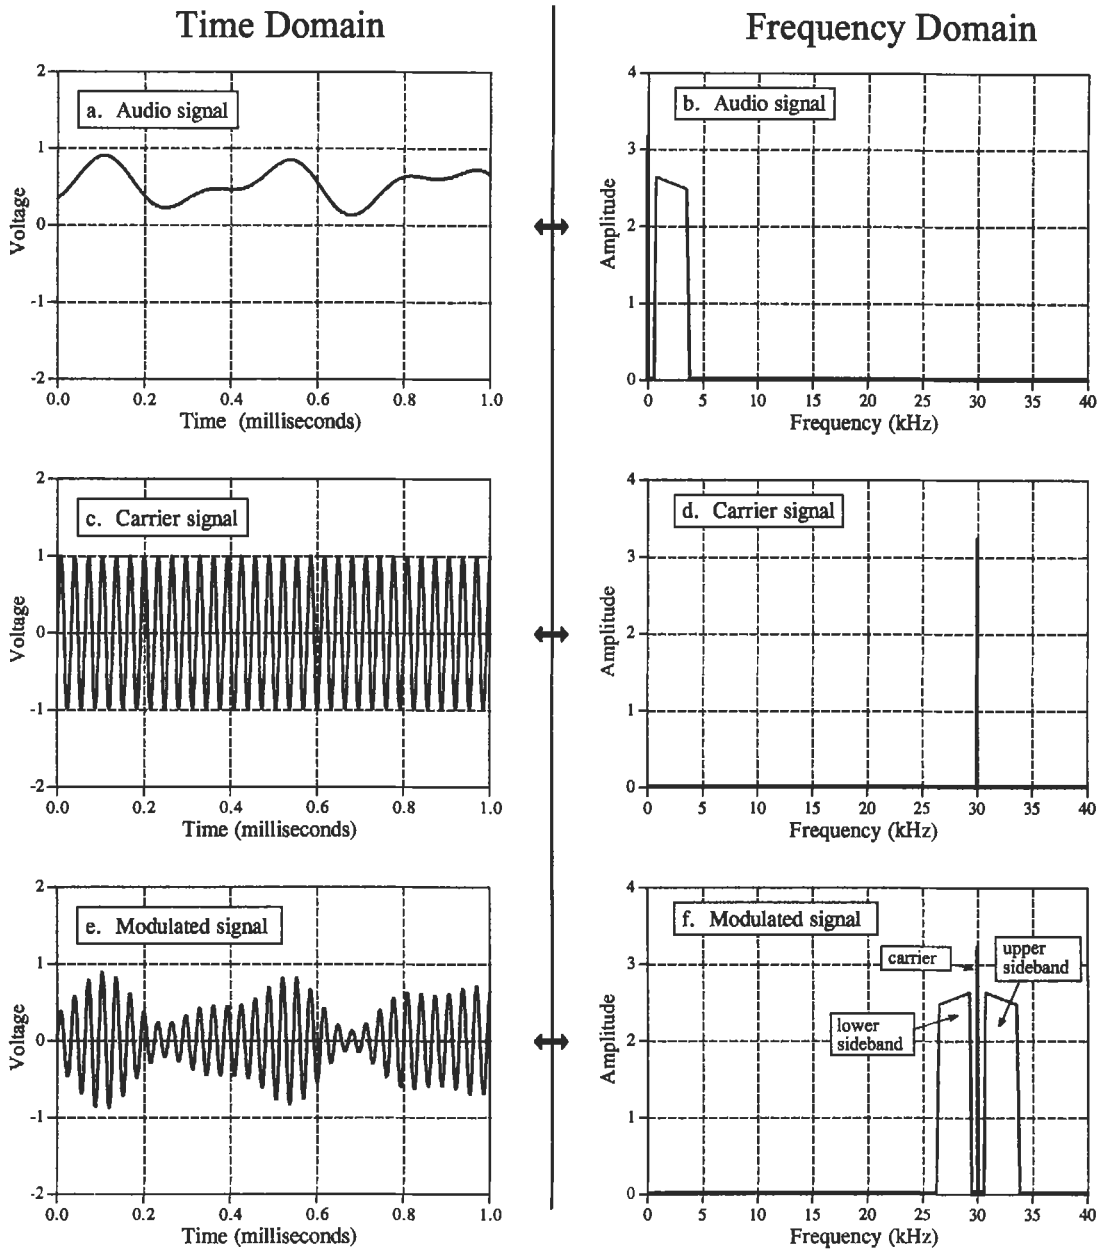 Time Domain
Frequency Domain
a. Audio signal
Voltage
2
1
0
-1
-2
0.0 0.2 0.4 0.6 0.8 1.0
Time (milliseconds)
b. Audio signal
Amplitude
4
3
2
1
0
0 5 10 15 20 25 30 35 40
Frequency (kHz)
c. Carrier signal
Voltage
2
1
0
-1
-2
0.0 0.2 0.4 0.6 0.8 1.0
Time (milliseconds)
d. Carrier signal
Amplitude
4
3
2
1
0
0 5 10 15 20 25 30 35 40
Frequency (kHz)
e. Modulated signal
Voltage
2
1
0
-1
-2
0.0 0.2 0.4 0.6 0.8 1.0
Time (milliseconds)
f. Modulated signal
carrier
upper
sideband
lower
sideband
Amplitude
4
3
2
1
0
0 5 10 15 20 25 30 35 40
Frequency (kHz)